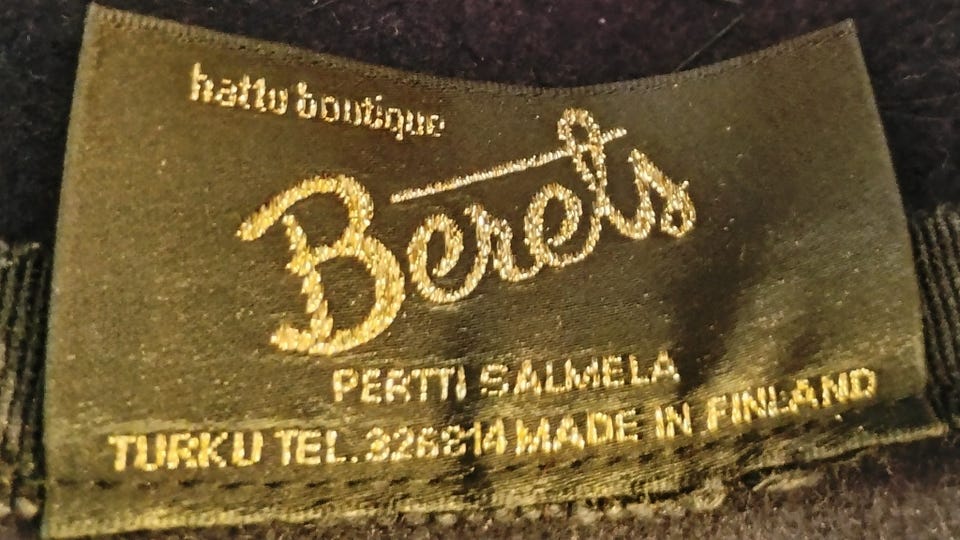 hattu boutique
Berets
PERTTI SALMELA
TURKU TEL. 326814 MADE IN FINLAND